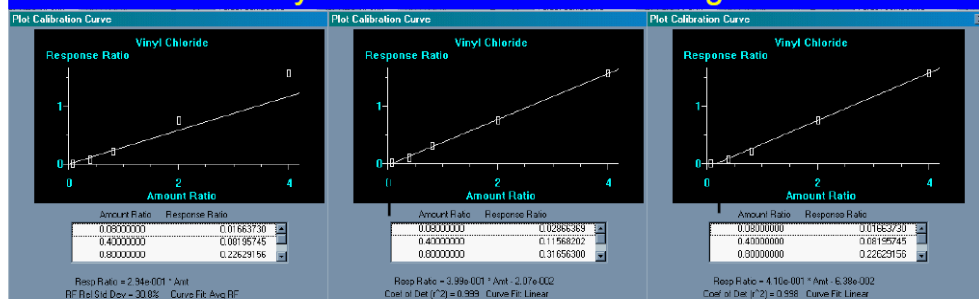 Plot Calibration Curve
Vinyl Chloride
Response Ratio
1
0
0
2
4
Amount Ratio
Amount Ratio Response Ratio
0.08000000 0.01663730
0.40000000 0.08195745
0.80000000 0.22629156
Resp Ratio = 2.94e-001 * Amt
RF Rel Std Dev = 30.8% Curve Fit: Avg RF
Plot Calibration Curve
Vinyl Chloride
Response Ratio
1
0
0
2
4
Amount Ratio
Amount Ratio Response Ratio
0.08000000 0.02866369
0.40000000 0.11568202
0.80000000 0.31656300
Resp Ratio = 3.99e-001 * Amt - 2.07e-002
Coef of Det (r^2) = 0.999 Curve Fit: Linear
Plot Calibration Curve
Vinyl Chloride
Response Ratio
1
0
0
2
4
Amount Ratio
Amount Ratio Response Ratio
0.08000000 0.01663730
0.40000000 0.08195745
0.80000000 0.22629156
Resp Ratio = 4.10e-001 * Amt - 6.38e-002
Coef of Det (r^2) = 0.998 Curve Fit: Linear